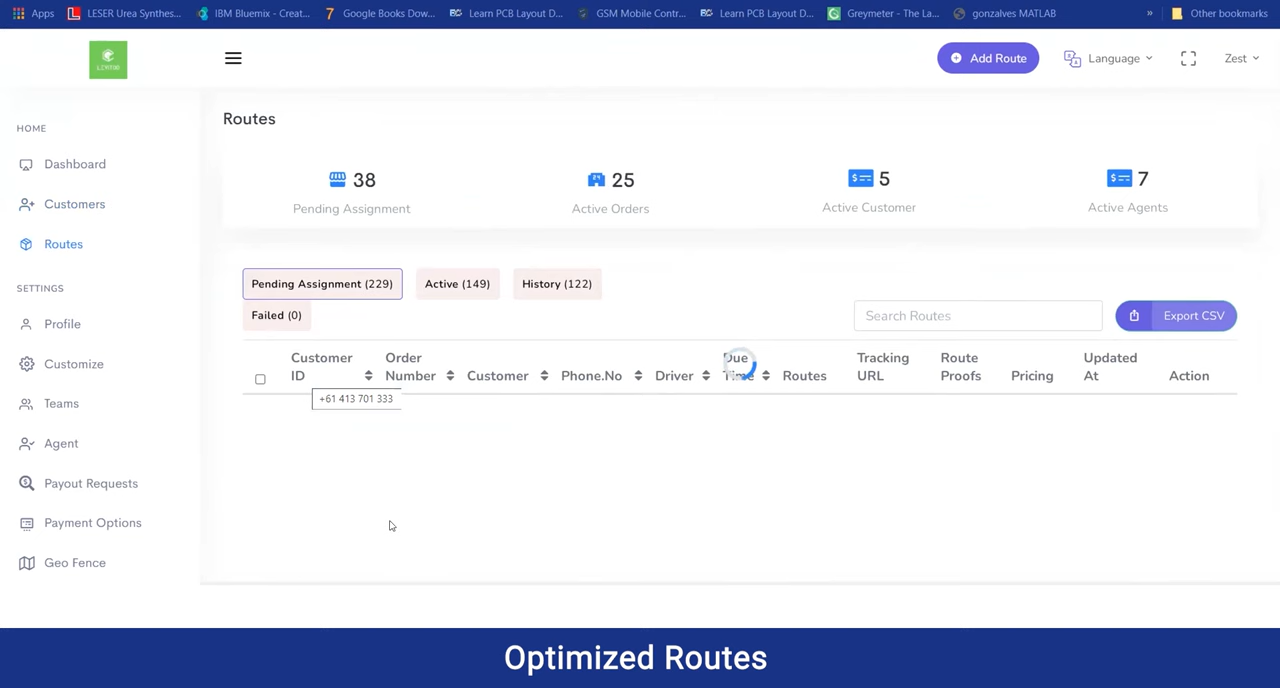 Apps LESER Urea Synthes... IBM Bluemix - Creat... Google Books Dow... Learn PCB Layout D... GSM Mobile Contr... Learn PCB Layout D... Greymeter - The La... gonzalves MATLAB » Other bookmarks
Add Route Language Zest
HOME
Dashboard
Customers
Routes
SETTINGS
Profile
Customize
Teams
Agent
Payout Requests
Payment Options
Geo Fence
Routes
38 25 5 7
Pending Assignment Active Orders Active Customer Active Agents
Pending Assignment (229) Active (149) History (122)
Failed (0)
Search Routes Export CSV
Customer Order Due Tracking Route Updated
ID Number Customer Phone.No Driver Time Routes URL Proofs Pricing At Action
+61 413 701 333
Optimized Routes